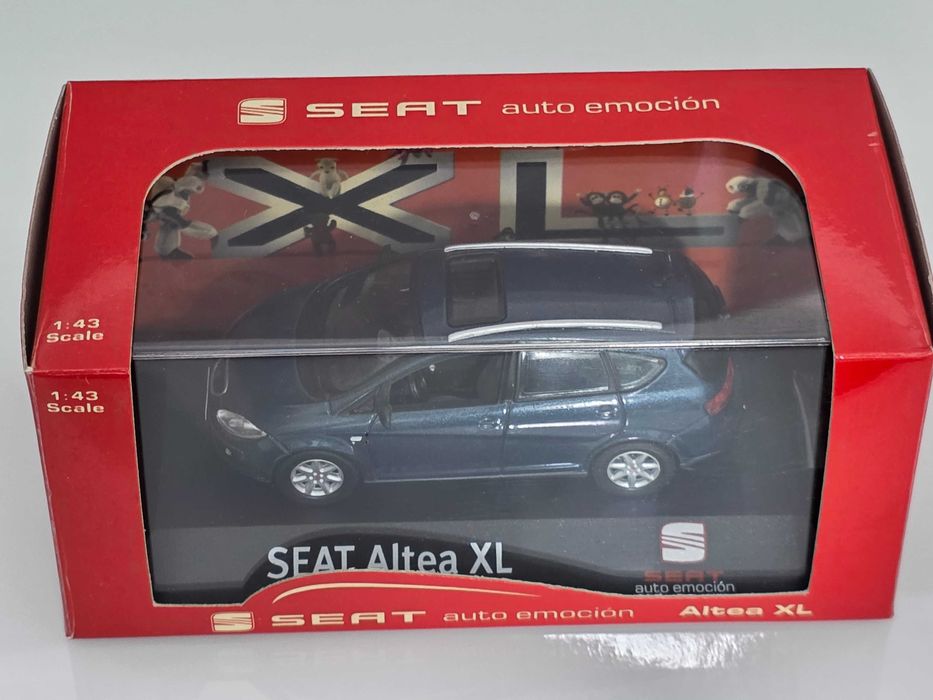 SEAT auto emoción
XL
1:43
Scale
1:43
Scale
SEAT Altea XL
SEAT
auto emoción
SEAT auto emoción Altea XL